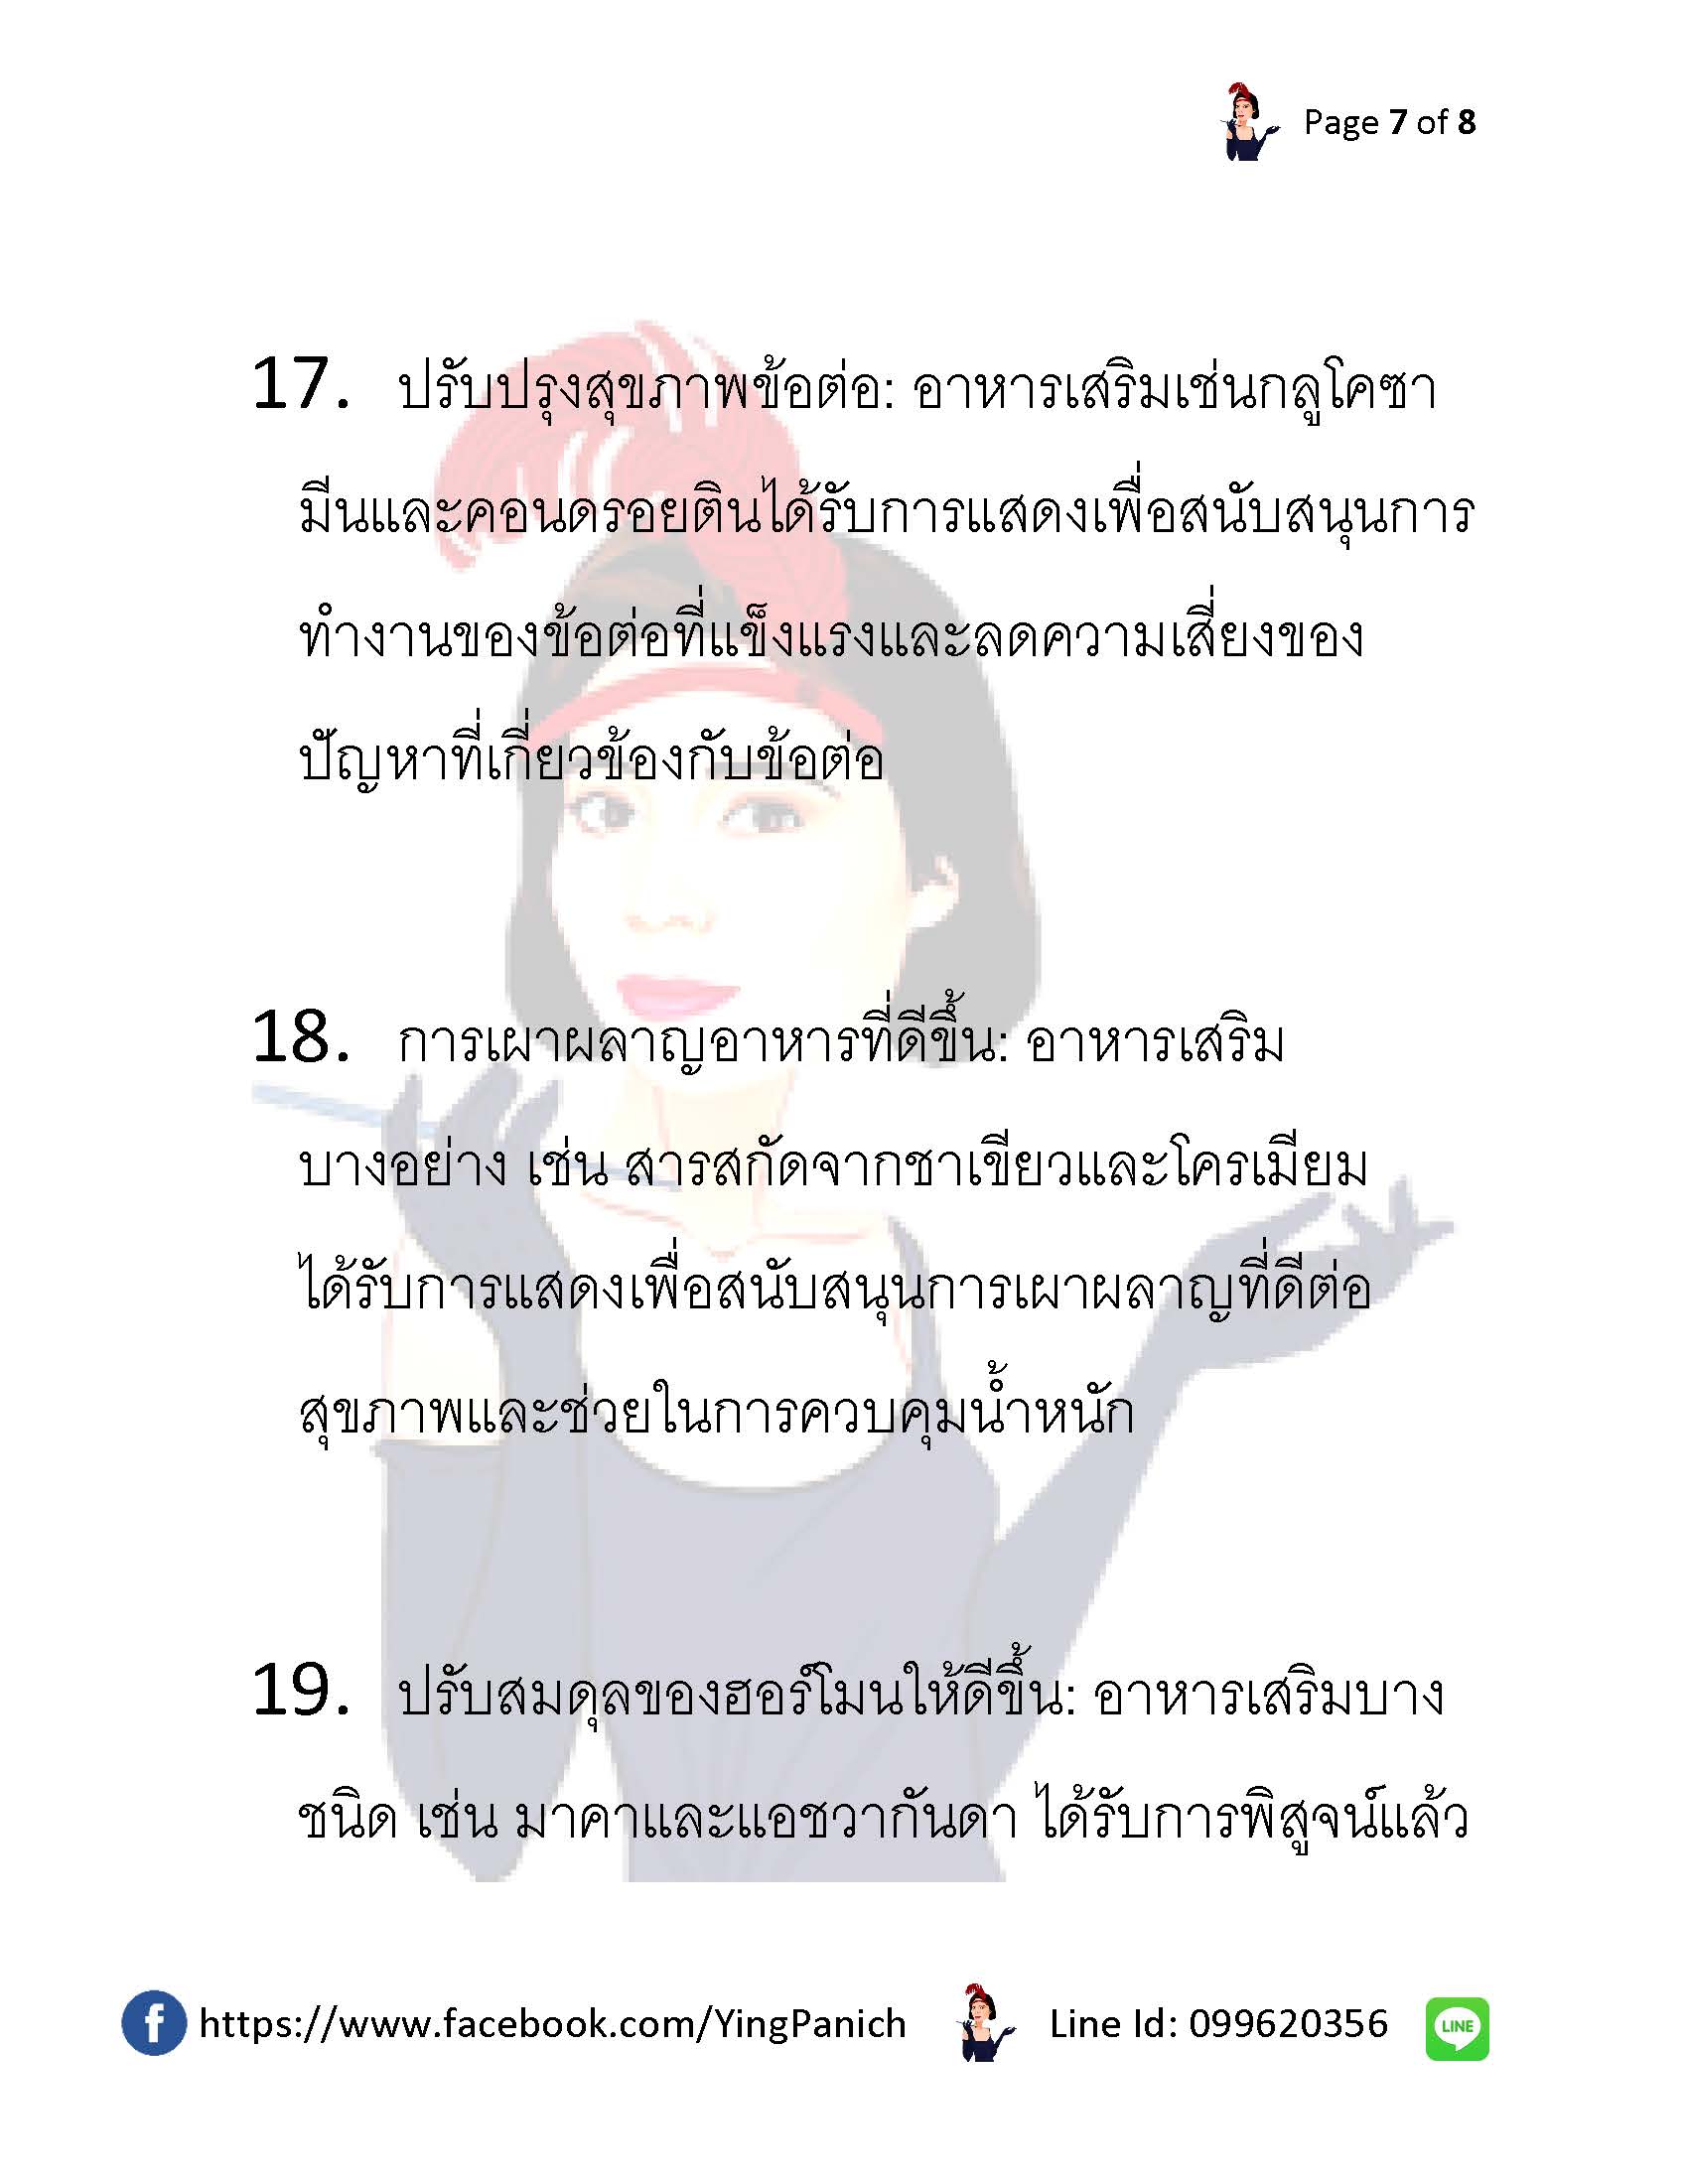 Page 7 of 8
17. ปรับปรุงสุขภาพข้อต่อ: อาหารเสริมเช่นกลูโคซา
มีนและคอนดรอยตินได้รับการแสดงเพื่อสนับสนุนการ
ทำงานของข้อต่อที่แข็งแรงและลดความเสี่ยงของ
ปัญหาที่เกี่ยวข้องกับข้อต่อ
18. การเผาผลาญอาหารที่ดีขึ้น: อาหารเสริม
บางอย่าง เช่น สารสกัดจากชาเขียวและโครเมียม
ได้รับการแสดงเพื่อสนับสนุนการเผาผลาญที่ดีต่อ
สุขภาพและช่วยในการควบคุมน้ำหนัก
19. ปรับสมดุลของฮอร์โมนให้ดีขึ้น: อาหารเสริมบาง
ชนิด เช่น มาคาและแอชวากันดา ได้รับการพิสูจน์แล้ว
https://www.facebook.com/YingPanich Line Id: 099620356 LINE